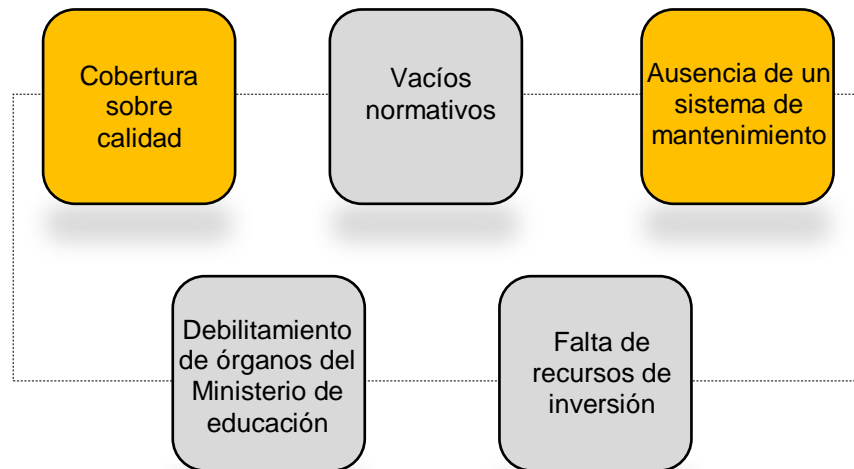 Cobertura
sobre
calidad
Vacíos
normativos
Ausencia de un
sistema de
mantenimiento
Debilitamiento
de órganos del
Ministerio de
educación
Falta de
recursos de
inversión